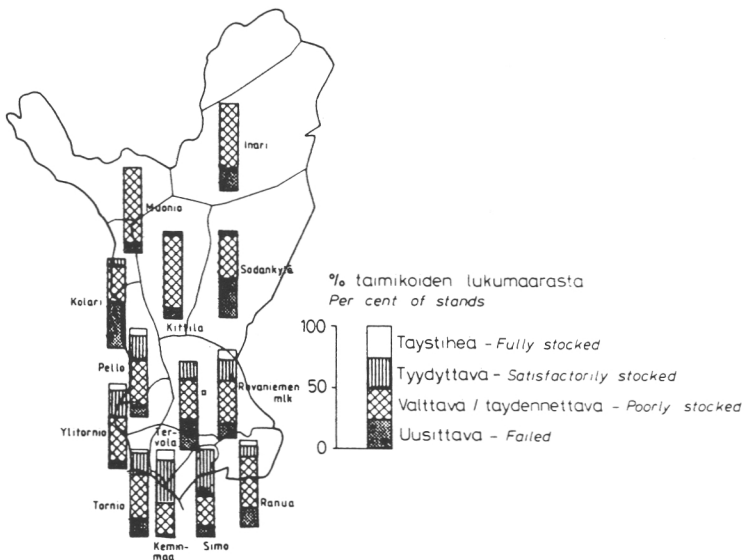 Inari
Muonio
Sodankylä
Kolari
Kittila
Pello
Rovaniemen
mlk
a
Ylitornio
Ter-
vola
Tornio
Ranua
Kemin-
maa
Simo
% taimikoiden lukumaarasta
Per cent of stands
100
Taystihea - Fully stocked
Tyydyttava - Satisfactorily stocked
50
Valttava / taydennettava - Poorly stocked
0
Uusittava - Failed